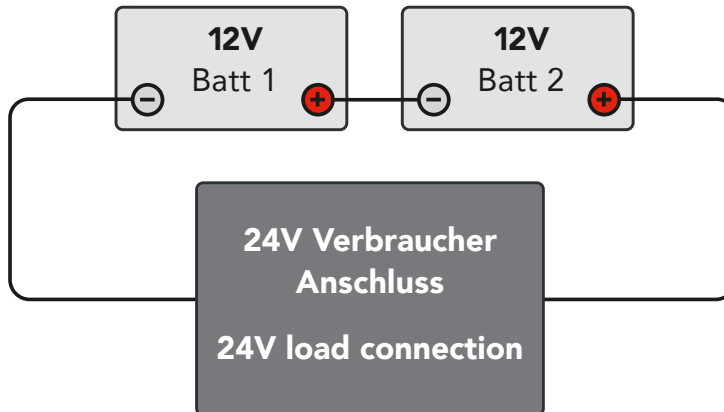 12V
Batt 1
− +
12V
Batt 2
− +
24V Verbraucher
Anschluss
24V load connection